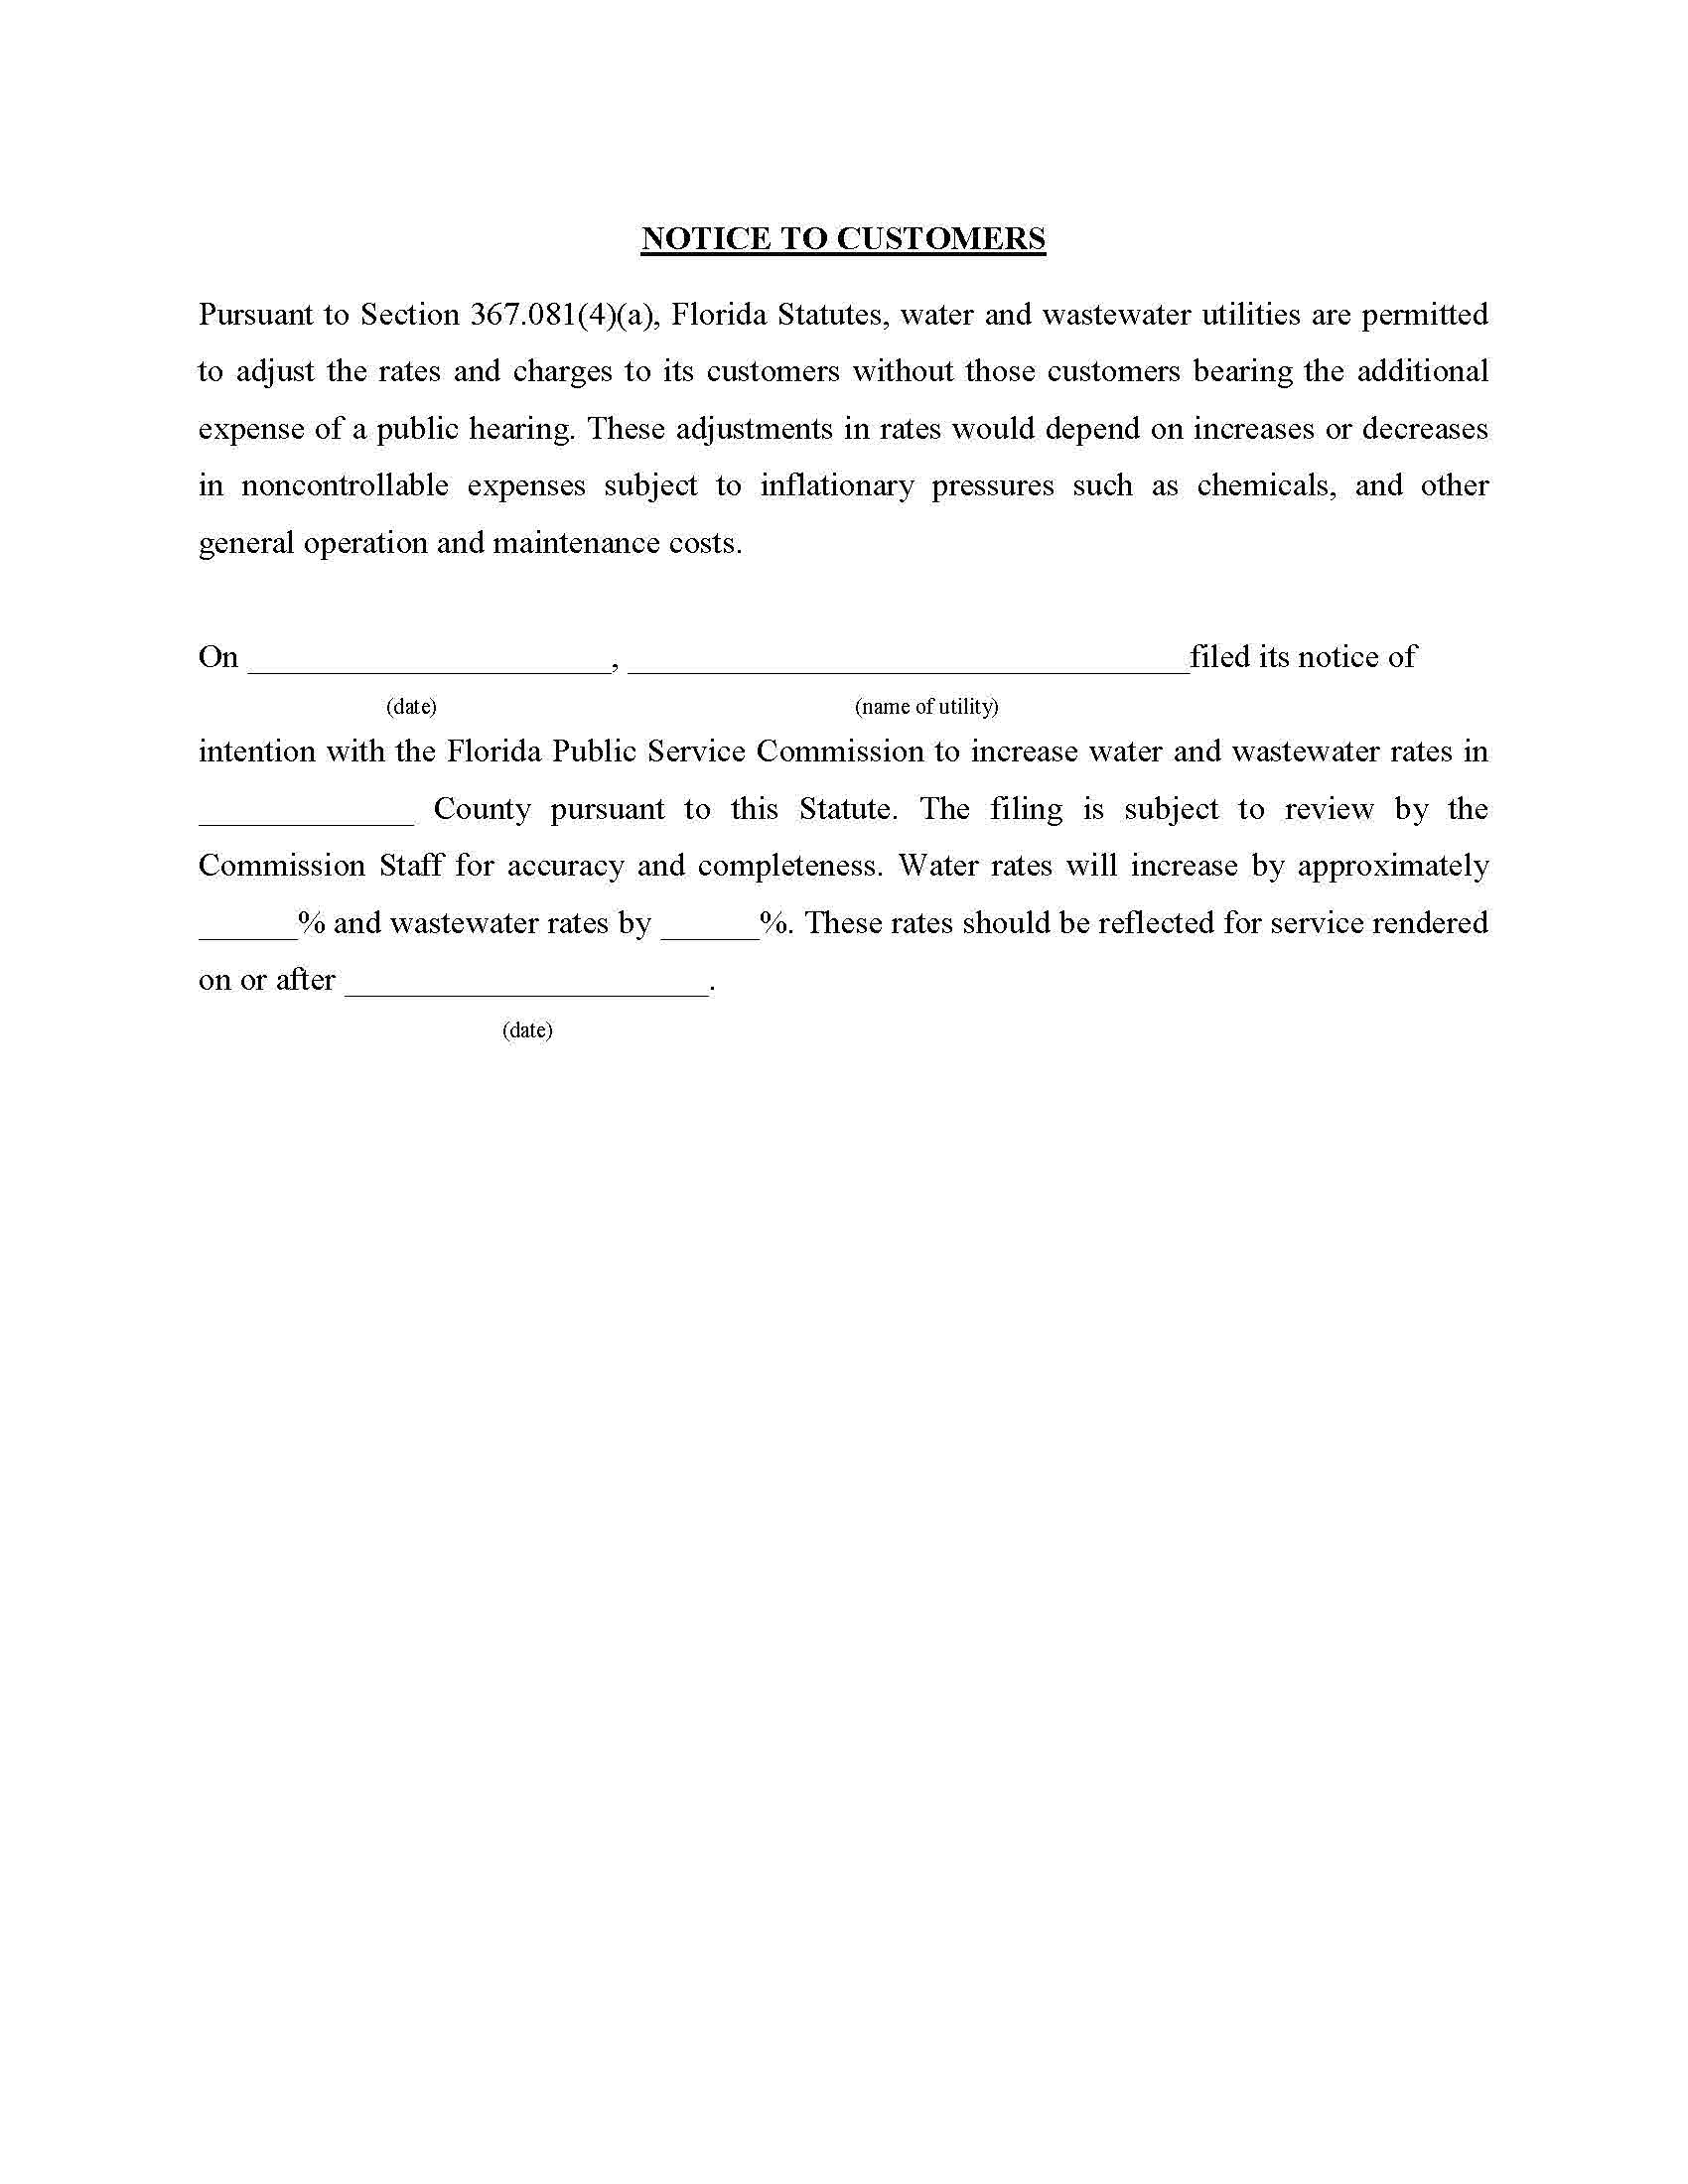 NOTICE TO CUSTOMERS
Pursuant to Section 367.081(4)(a), Florida Statutes, water and wastewater utilities are permitted
to adjust the rates and charges to its customers without those customers bearing the additional
expense of a public hearing. These adjustments in rates would depend on increases or decreases
in noncontrollable expenses subject to inflationary pressures such as chemicals, and other
general operation and maintenance costs.
On ______________________, __________________________________filed its notice of
(date) (name of utility)
intention with the Florida Public Service Commission to increase water and wastewater rates in
_____________ County pursuant to this Statute. The filing is subject to review by the
Commission Staff for accuracy and completeness. Water rates will increase by approximately
______% and wastewater rates by ______%. These rates should be reflected for service rendered
on or after ______________________.
(date)